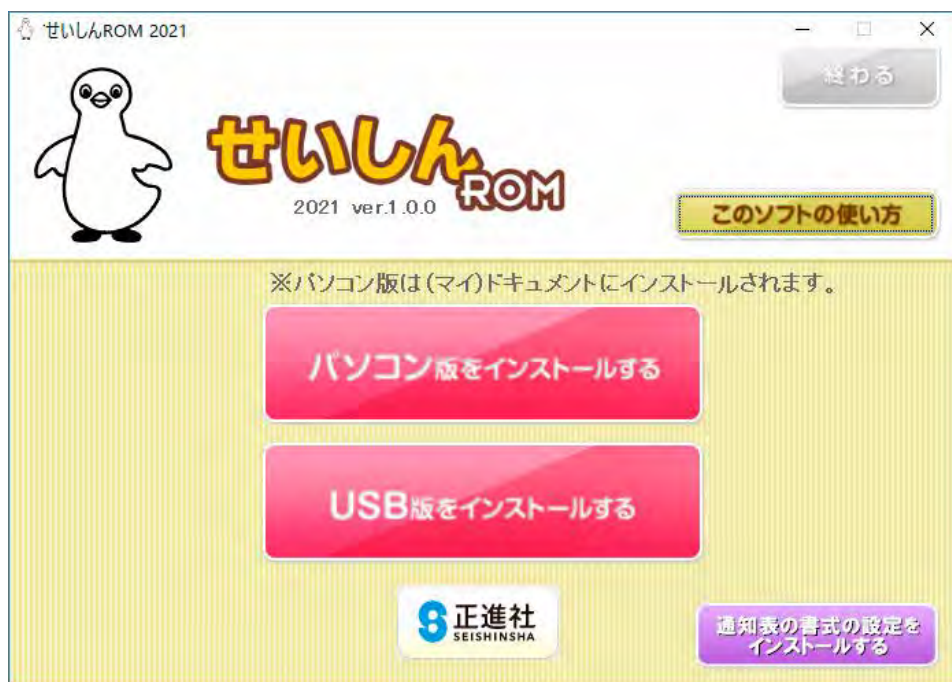 せいしんROM 2021
終わる
せいしんROM
2021 ver.1.0.0
このソフトの使い方
※パソコン版は(マイ)ドキュメントにインストールされます。
パソコン版をインストールする
USB版をインストールする
正進社
SEISHINSHA
通知表の書式の設定を
インストールする